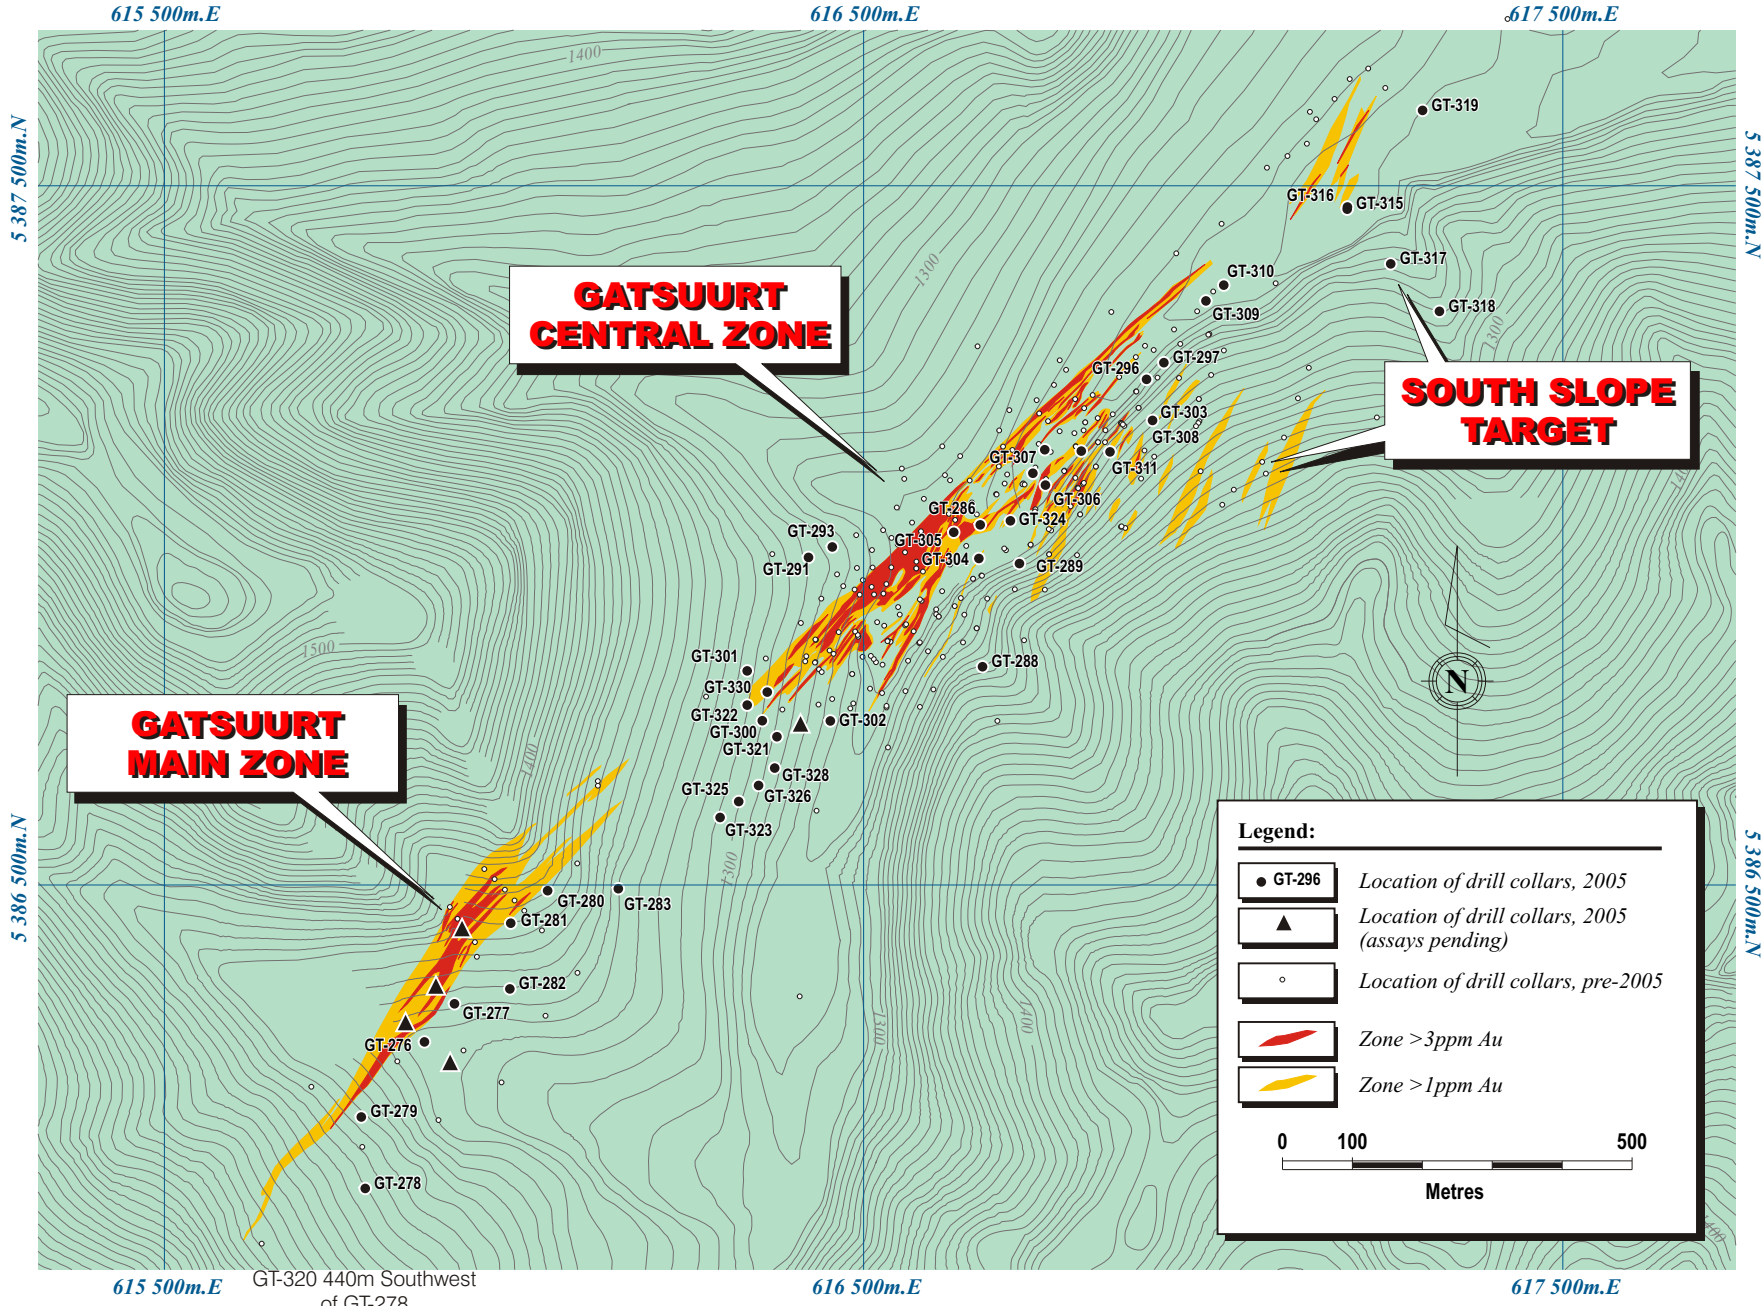 615 500m.E
616 500m.E
617 500m.E
1400
GT-319
5 387 500m.N
5 387 500m.N
GT-316
GT-315
GT-317
1300
GT-310
GATSUURT
CENTRAL ZONE
GT-309
GT-318
1300
GT-297
GT-296
SOUTH SLOPE
TARGET
GT-303
GT-308
GT-307
GT-311
GT-306
GT-286
GT-324
GT-293
GT-305
GT-304
GT-291
GT-289
1500
GT-301
GT-288
GT-330
GT-322
GT-302
GT-300
GT-321
GATSUURT
MAIN ZONE
1400
GT-328
GT-325
GT-326
GT-323
1300
5 386 500m.N
5 386 500m.N
GT-280
GT-283
GT-281
GT-282
GT-277
GT-276
1300
1400
GT-279
GT-278
N
Legend:
GT-296
Location of drill collars, 2005
Location of drill collars, 2005
(assays pending)
Location of drill collars, pre-2005
Zone >3ppm Au
Zone >1ppm Au
0 100 500
Metres
1400
615 500m.E
616 500m.E
617 500m.E
GT-320 440m Southwest
of GT-278